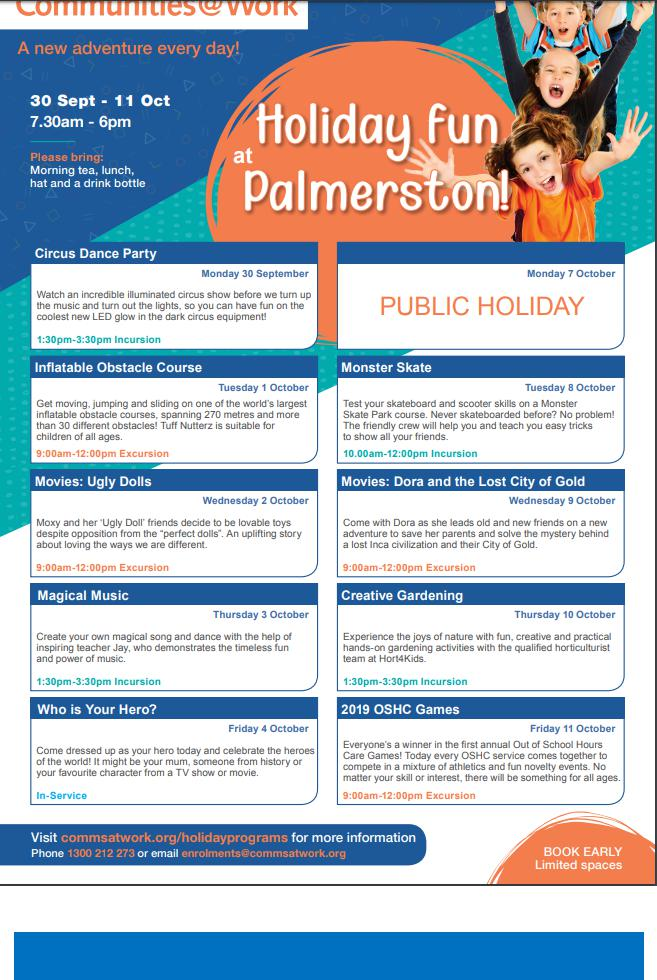 Communities@Work
A new adventure every day!
30 Sept - 11 Oct
7.30am - 6pm
Please bring:
Morning tea, lunch,
hat and a drink bottle
Holiday fun
at
Palmerston!
Circus Dance Party
Monday 30 September
Watch an incredible illuminated circus show before we turn up
the music and turn out the lights, so you can have fun on the
coolest new LED glow in the dark circus equipment!
1:30pm-3:30pm Incursion
Monday 7 October
PUBLIC HOLIDAY
Inflatable Obstacle Course
Tuesday 1 October
Get moving, jumping and sliding on one of the world's largest
inflatable obstacle courses, spanning 270 metres and more
than 30 different obstacles! Tuff Nutterz is suitable for
children of all ages.
9:00am-12:00pm Excursion
Monster Skate
Tuesday 8 October
Test your skateboard and scooter skills on a Monster
Skate Park course. Never skateboarded before? No problem!
The friendly crew will help you and teach you easy tricks
to show all your friends.
10.00am-12:00pm Incursion
Movies: Ugly Dolls
Wednesday 2 October
Moxy and her 'Ugly Doll' friends decide to be lovable toys
despite opposition from the "perfect dolls". An uplifting story
about loving the ways we are different.
9:00am-12:00pm Excursion
Movies: Dora and the Lost City of Gold
Wednesday 9 October
Come with Dora as she leads old and new friends on a new
adventure to save her parents and solve the mystery behind
a lost Inca civilization and their City of Gold.
9:00am-12:00pm Excursion
Magical Music
Thursday 3 October
Create your own magical song and dance with the help of
inspiring teacher Jay, who demonstrates the timeless fun
and power of music.
1:30pm-3:30pm Incursion
Creative Gardening
Thursday 10 October
Experience the joys of nature with fun, creative and practical
hands-on gardening activities with the qualified horticulturist
team at Hort4Kids.
1:30pm-3:30pm Incursion
Who is Your Hero?
Friday 4 October
Come dressed up as your hero today and celebrate the heroes
of the world! It might be your mum, someone from history or
your favourite character from a TV show or movie.
In-Service
2019 OSHC Games
Friday 11 October
Everyone's a winner in the first annual Out of School Hours
Care Games! Today every OSHC service comes together to
compete in a mixture of athletics and fun novelty events. No
matter your skill or interest, there will be something for all ages.
9:00am-12:00pm Excursion
Visit commsatwork.org/holidayprograms for more information
Phone 1300 212 273 or email enrolments@commsatwork.org
BOOK EARLY
Limited spaces